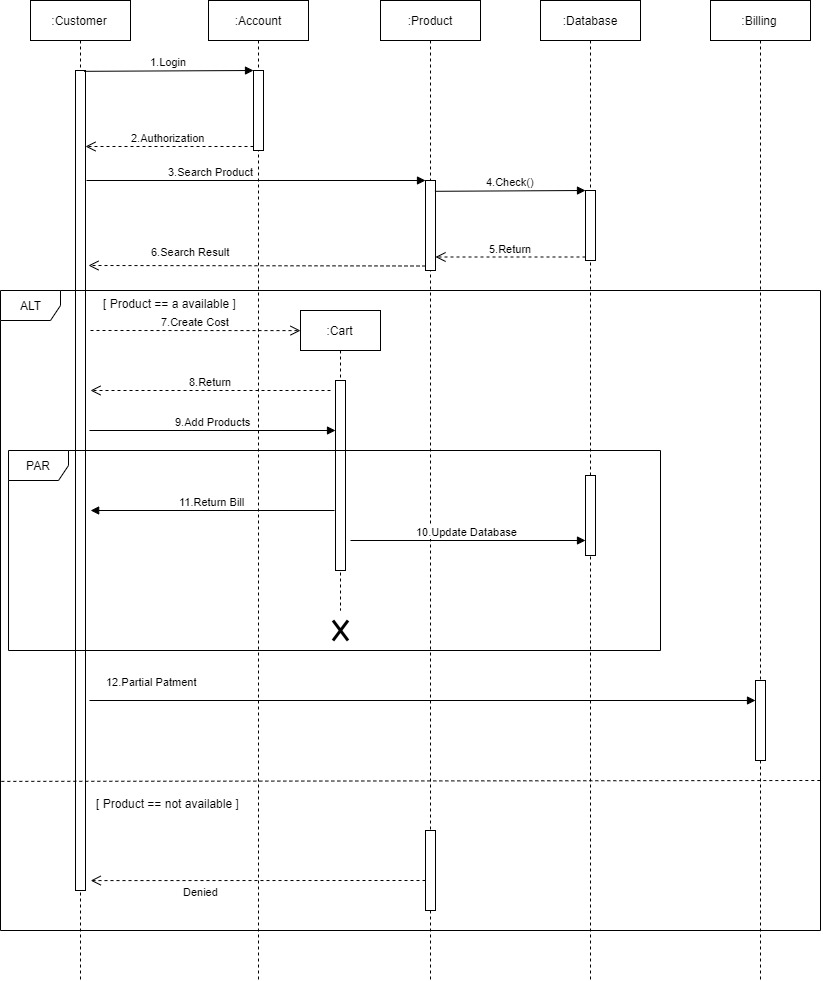 :Customer
:Account
:Product
:Database
:Billing
1.Login
2.Authorization
3.Search Product
4.Check()
5.Return
6.Search Result
ALT
[ Product == a available ]
7.Create Cost
:Cart
8.Return
9.Add Products
PAR
11.Return Bill
10.Update Database
12.Partial Patment
[ Product == not available ]
Denied